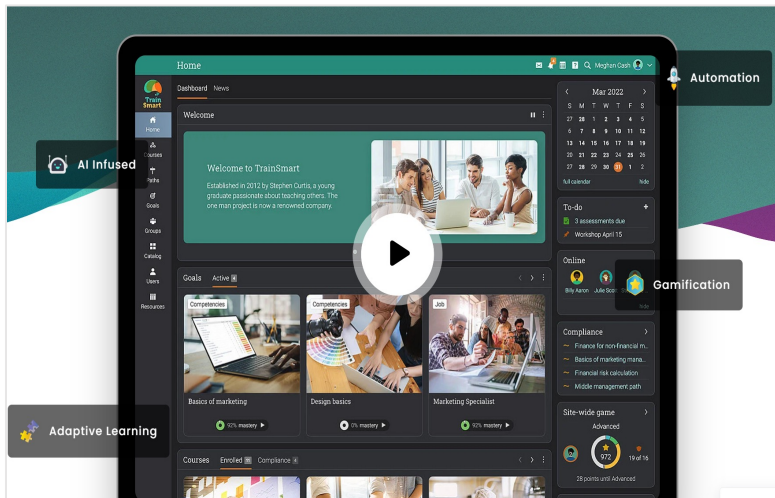 Home
Meghan Cash
Automation
Train
Smart
Home
Courses
Paths
Goals
Groups
Catalog
Users
Resources
AI Infused
Adaptive Learning
Dashboard News
Welcome
Welcome to TrainSmart
Established in 2012 by Stephen Curtis, a young
graduate passionate about teaching others. The
one man project is now a renowned company.
Goals Active
Competencies
Basics of marketing
92% mastery
Competencies
Design basics
0% mastery
Job
Marketing Specialist
92% mastery
Courses Enrolled Compliance
Mar 2022
S M T W T F S
27 28 1 2 3 4 5
6 7 8 9 10 11 12
13 14 15 16 17 18 19
20 21 22 23 24 25 26
27 28 29 30 31 1 2
full calendar hide
To-do
3 assessments due
Workshop April 15
Online
Billy Aaron Julie
Gamification
hide
Compliance
Finance for non-financial m..
Basics of marketing mana..
Financial risk calculation
Middle management path
Site-wide game
Advanced
972
19 of 16
28 points until Advanced